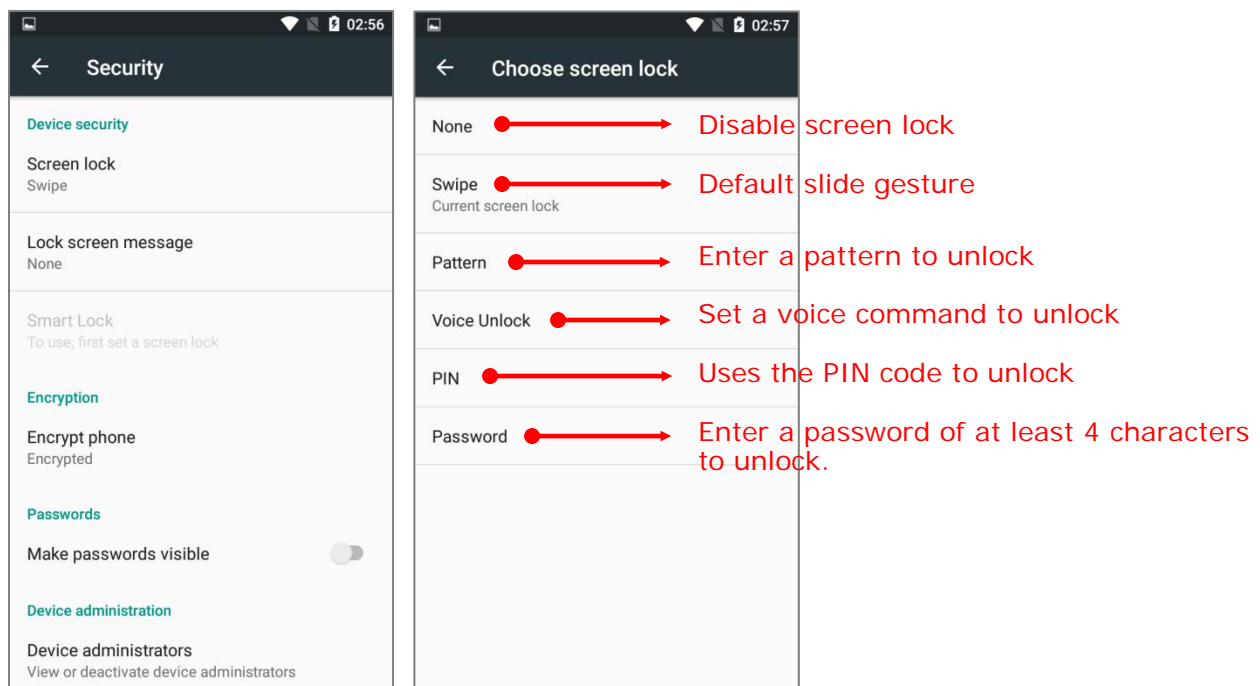 02:56
Security
Device security
Screen lock
Swipe
Lock screen message
None
Smart Lock
To use, first set a screen lock
Encryption
Encrypt phone
Encrypted
Passwords
Make passwords visible
Device administration
Device administrators
View or deactivate device administrators
02:57
Choose screen lock
None Disable screen lock
Swipe Default slide gesture
Current screen lock
Pattern Enter a pattern to unlock
Voice Unlock Set a voice command to unlock
PIN Uses the PIN code to unlock
Password Enter a password of at least 4 characters
to unlock.